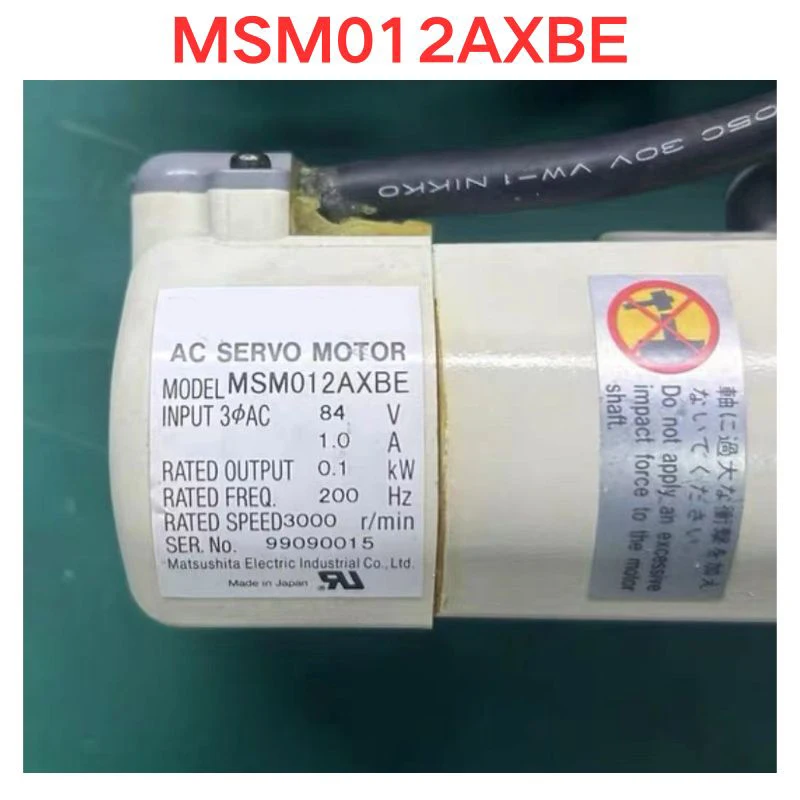 MSM012AXBE
05C 30V VW-1 NIKKO
AC SERVO MOTOR
MODEL MSM012AXBE
INPUT 3ϕAC 84 V
1.0 A
RATED OUTPUT 0.1 kW
RATED FREQ. 200 Hz
RATED SPEED 3000 r/min
SER. No. 99090015
Matsushita Electric Industrial Co., Ltd.
Made in Japan RU
軸に過大な衝撃を加え
ないでください。
Do not apply an excessive
impact force to the motor
shaft.